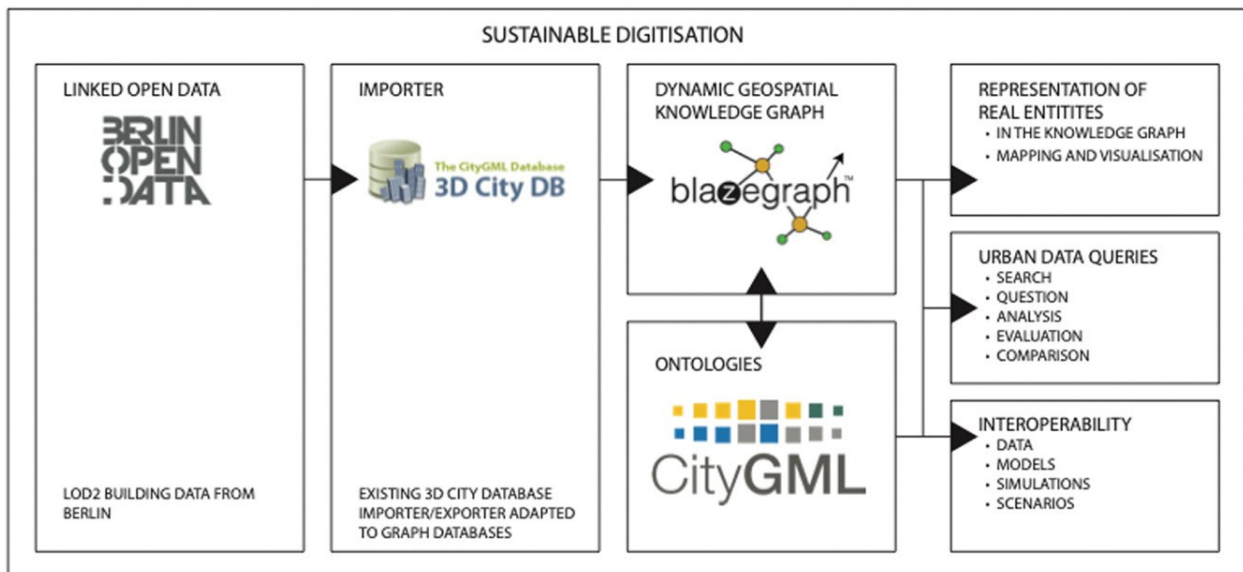 SUSTAINABLE DIGITISATION
LINKED OPEN DATA
BERLIN
OPEN
DATA
LOD2 BUILDING DATA FROM
BERLIN
IMPORTER
The CityGML Database
3D City DB
EXISTING 3D CITY DATABASE
IMPORTER/EXPORTER ADAPTED
TO GRAPH DATABASES
DYNAMIC GEOSPATIAL
KNOWLEDGE GRAPH
blazegraph™
ONTOLOGIES
CityGML
REPRESENTATION OF
REAL ENTITITES
• IN THE KNOWLEDGE GRAPH
• MAPPING AND VISUALISATION
URBAN DATA QUERIES
• SEARCH
• QUESTION
• ANALYSIS
• EVALUATION
• COMPARISON
INTEROPERABILITY
• DATA
• MODELS
• SIMULATIONS
• SCENARIOS